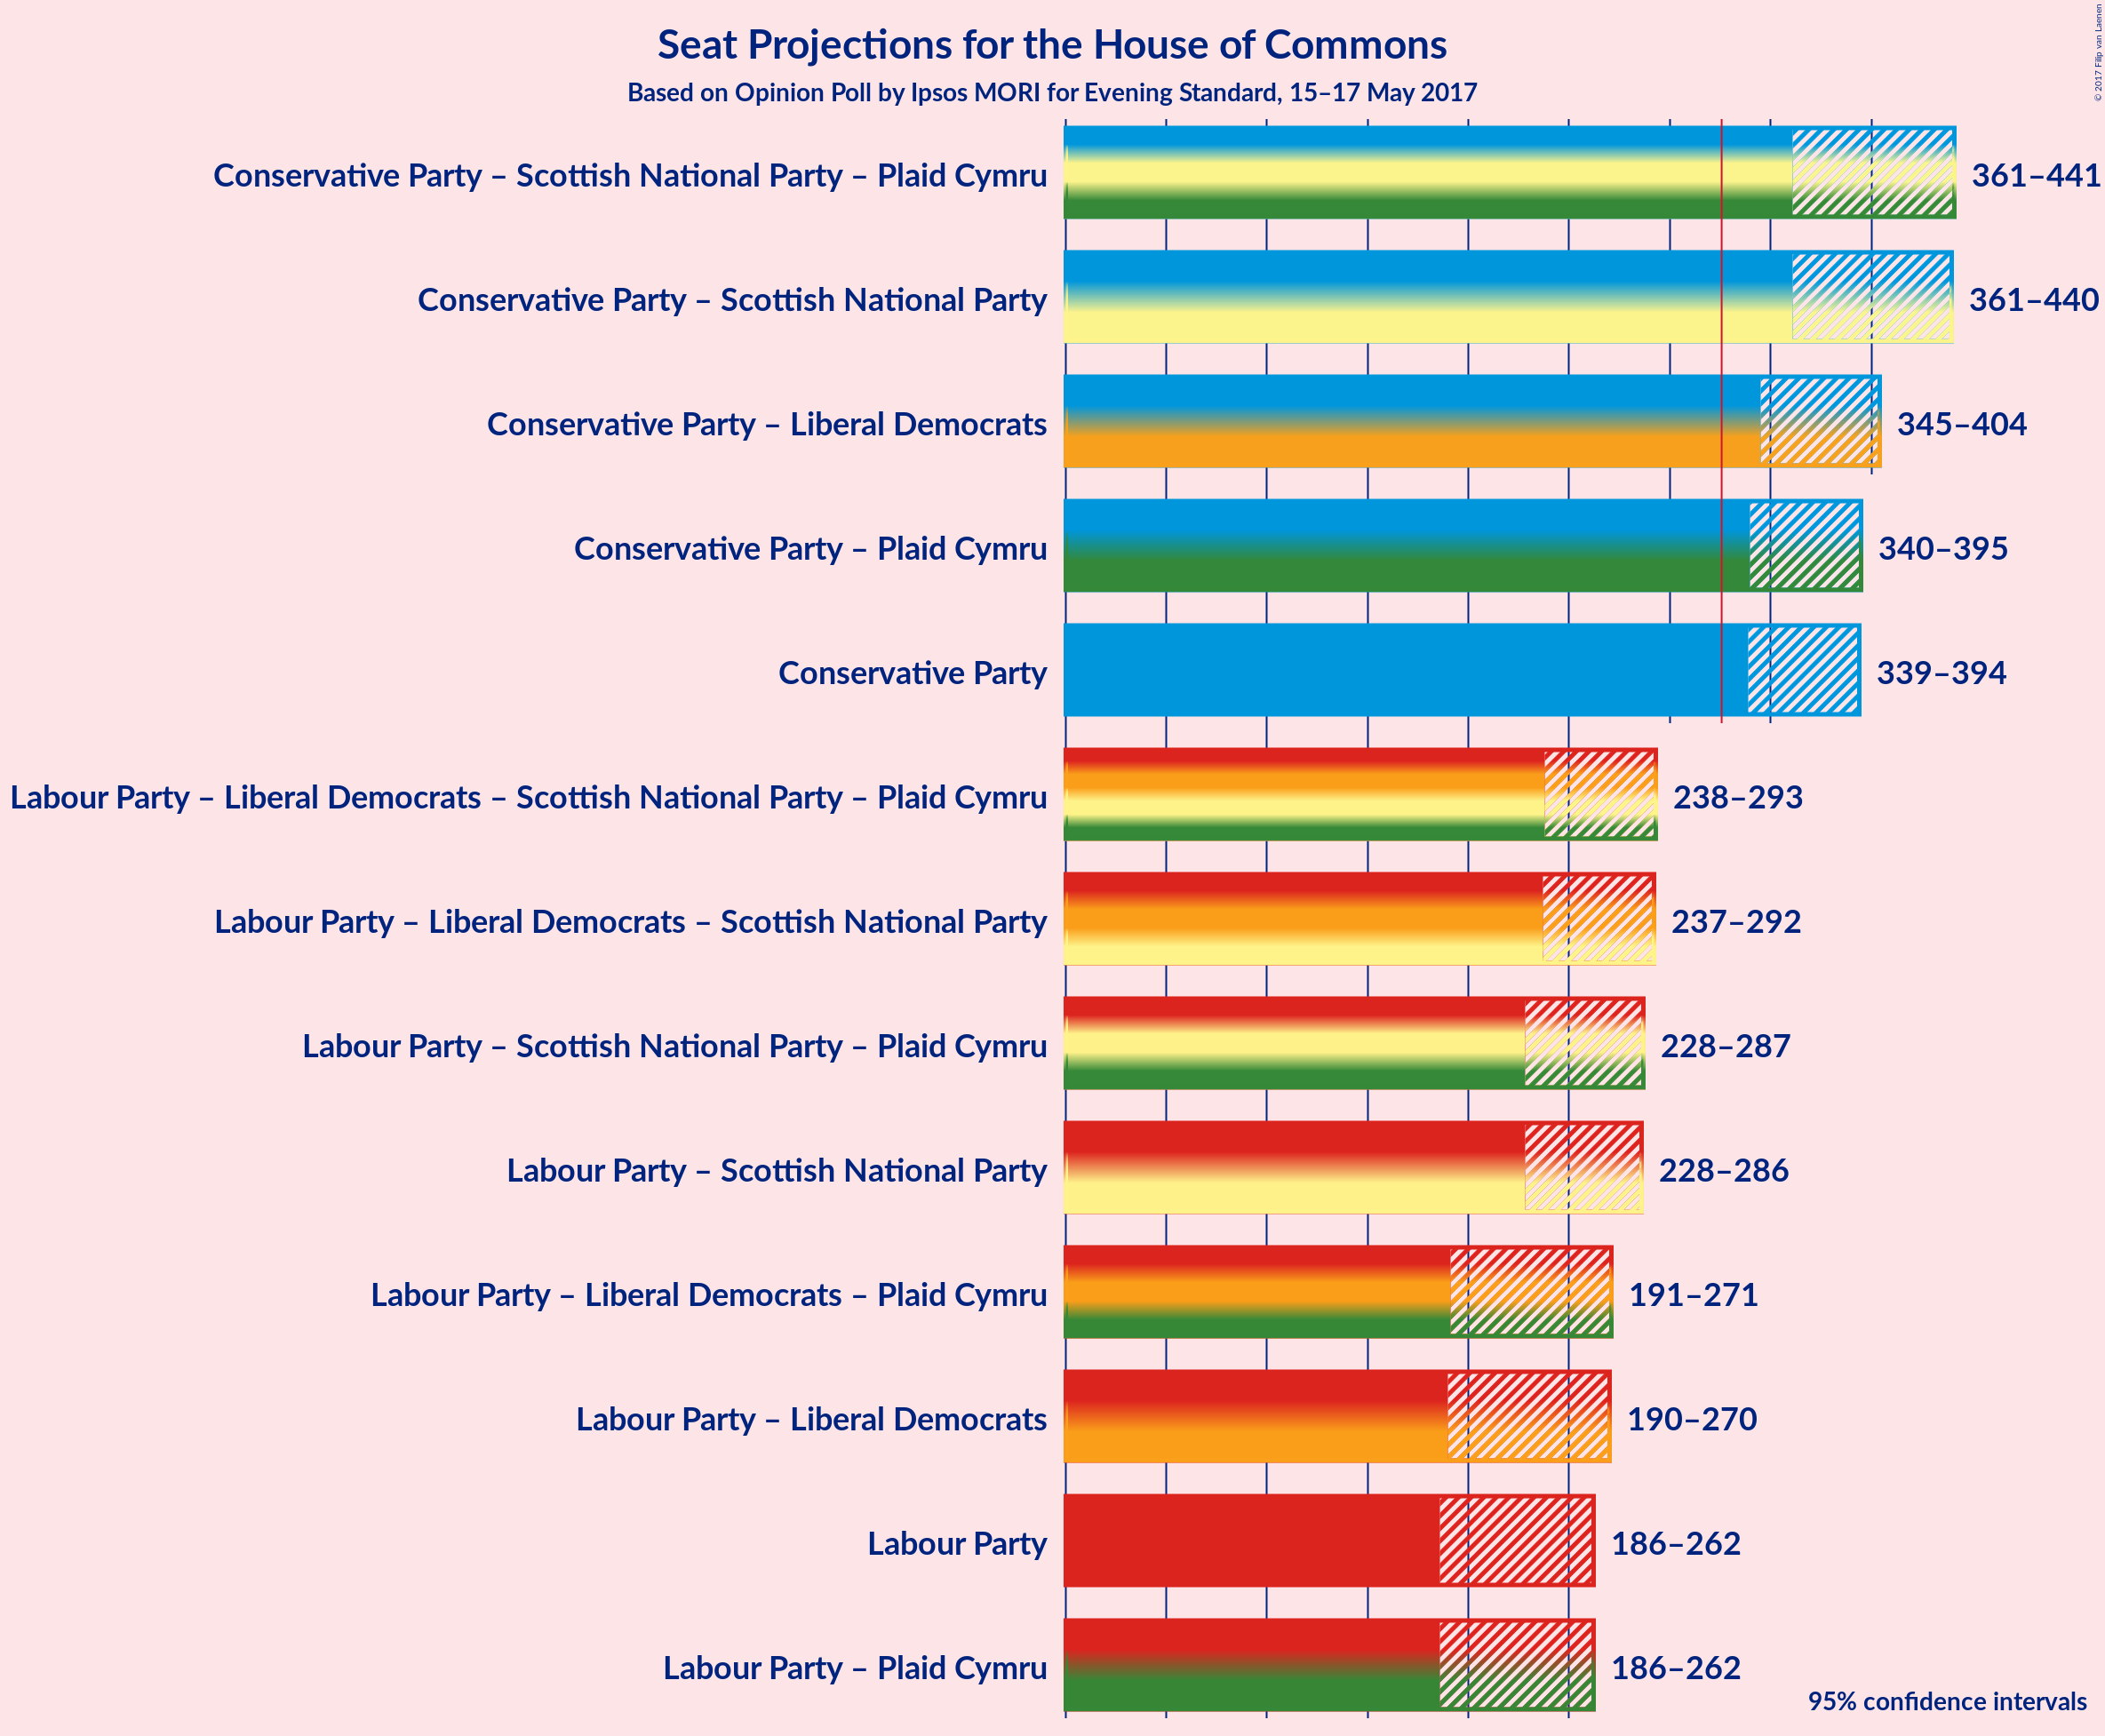 Seat Projections for the House of Commons
Based on Opinion Poll by Ipsos MORI for Evening Standard, 15–17 May 2017
© 2017 Filip van Laenen
Conservative Party – Scottish National Party – Plaid Cymru 361–441
Conservative Party – Scottish National Party 361–440
Conservative Party – Liberal Democrats 345–404
Conservative Party – Plaid Cymru 340–395
Conservative Party 339–394
Labour Party – Liberal Democrats – Scottish National Party – Plaid Cymru 238–293
Labour Party – Liberal Democrats – Scottish National Party 237–292
Labour Party – Scottish National Party – Plaid Cymru 228–287
Labour Party – Scottish National Party 228–286
Labour Party – Liberal Democrats – Plaid Cymru 191–271
Labour Party – Liberal Democrats 190–270
Labour Party 186–262
Labour Party – Plaid Cymru 186–262
95% confidence intervals